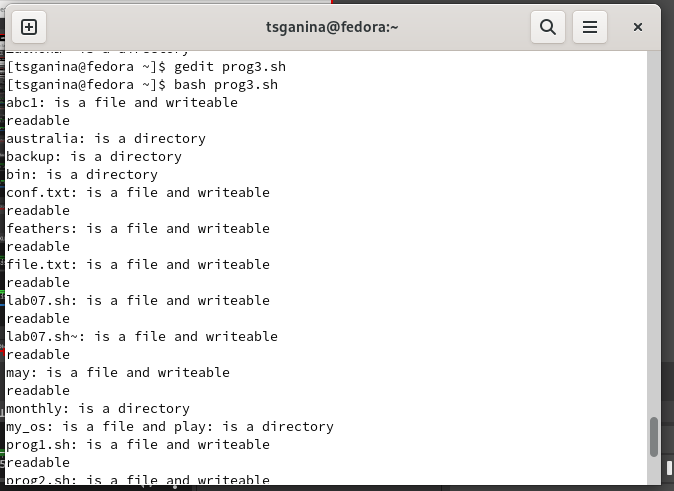 tsganina@fedora:~
[tsganina@fedora ~]$ gedit prog3.sh
[tsganina@fedora ~]$ bash prog3.sh
abc1: is a file and writeable
readable
australia: is a directory
backup: is a directory
bin: is a directory
conf.txt: is a file and writeable
readable
feathers: is a file and writeable
readable
file.txt: is a file and writeable
readable
lab07.sh: is a file and writeable
readable
lab07.sh~: is a file and writeable
readable
may: is a file and writeable
readable
monthly: is a directory
my_os: is a file and play: is a directory
prog1.sh: is a file and writeable
readable
prog2.sh: is a file and writeable